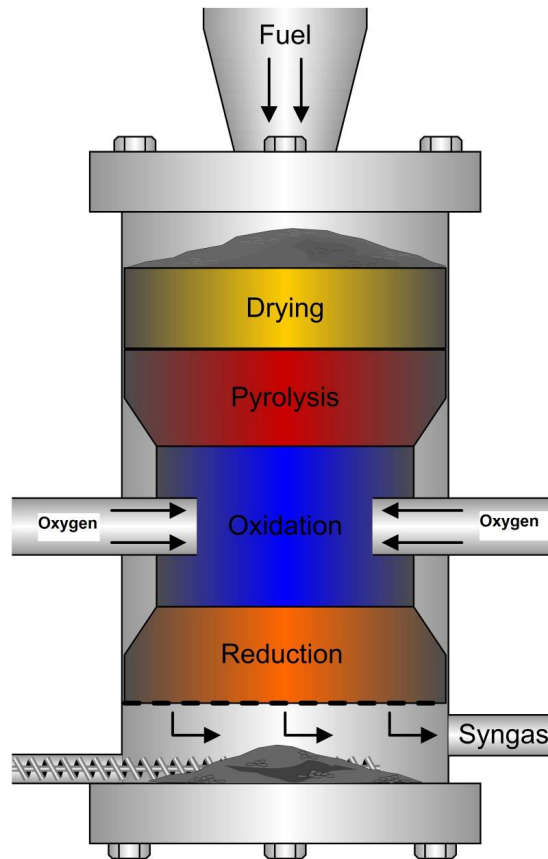 Fuel
Drying
Pyrolysis
Oxygen
Oxidation
Oxygen
Reduction
Syngas